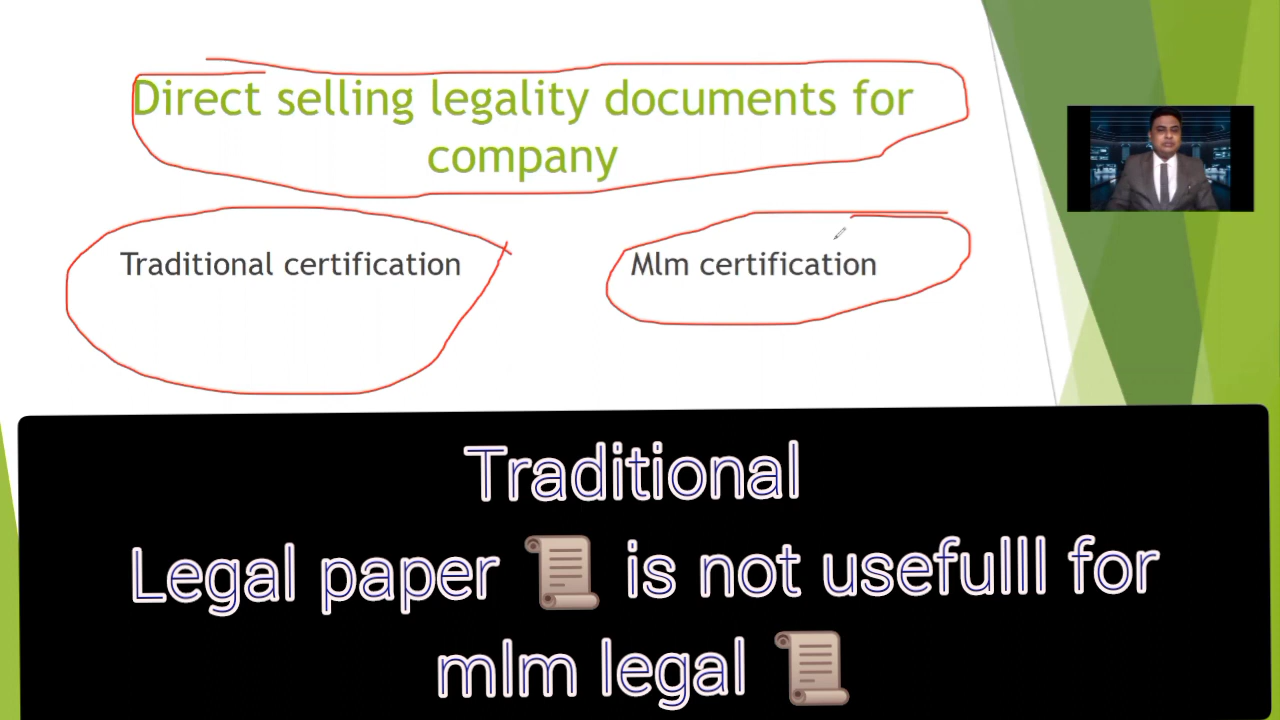 Direct selling legality documents for
company
Traditional certification
Mlm certification
Traditional
Legal paper 📜 is not usefulll for
mlm legal 📜